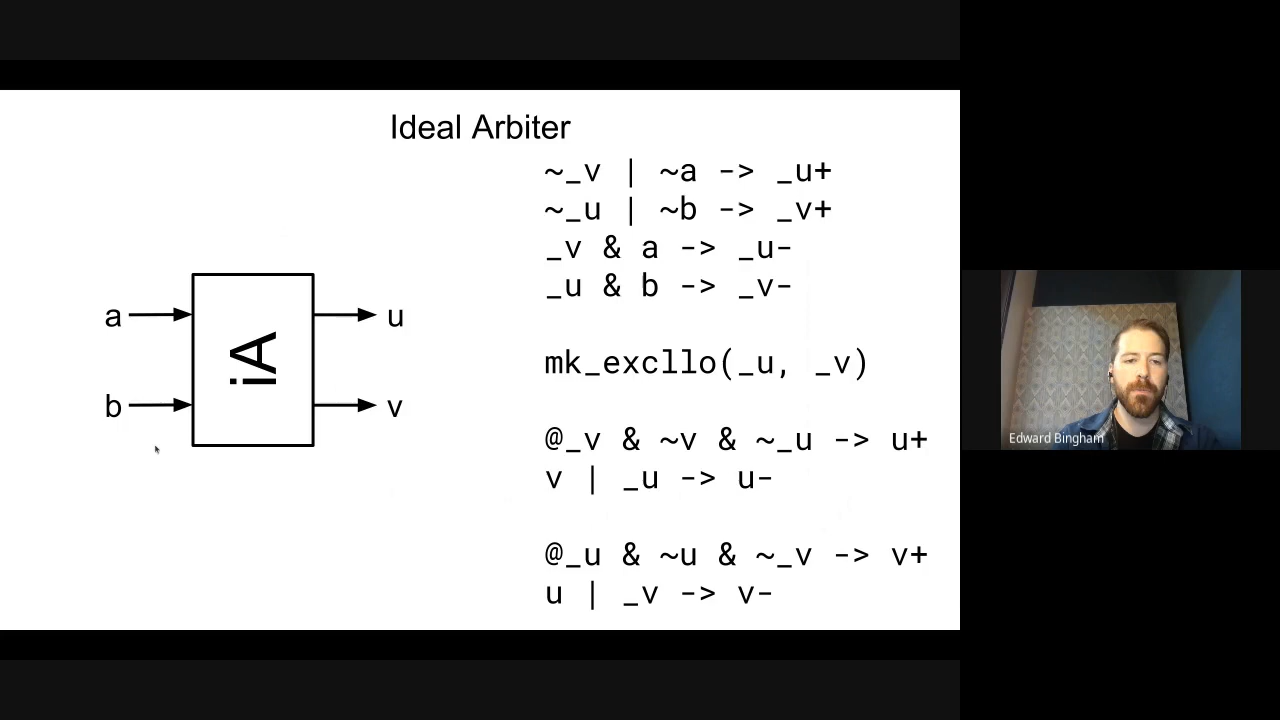 Ideal Arbiter
~_v | ~a -> _u+
~_u | ~b -> _v+
_v & a -> _u-
_u & b -> _v-
mk_excllo(_u, _v)
@_v & ~v & ~_u -> u+
v | _u -> u-
@_u & ~u & ~_v -> v+
u | _v -> v-
a
u
iA
b
v
Edward Bingham